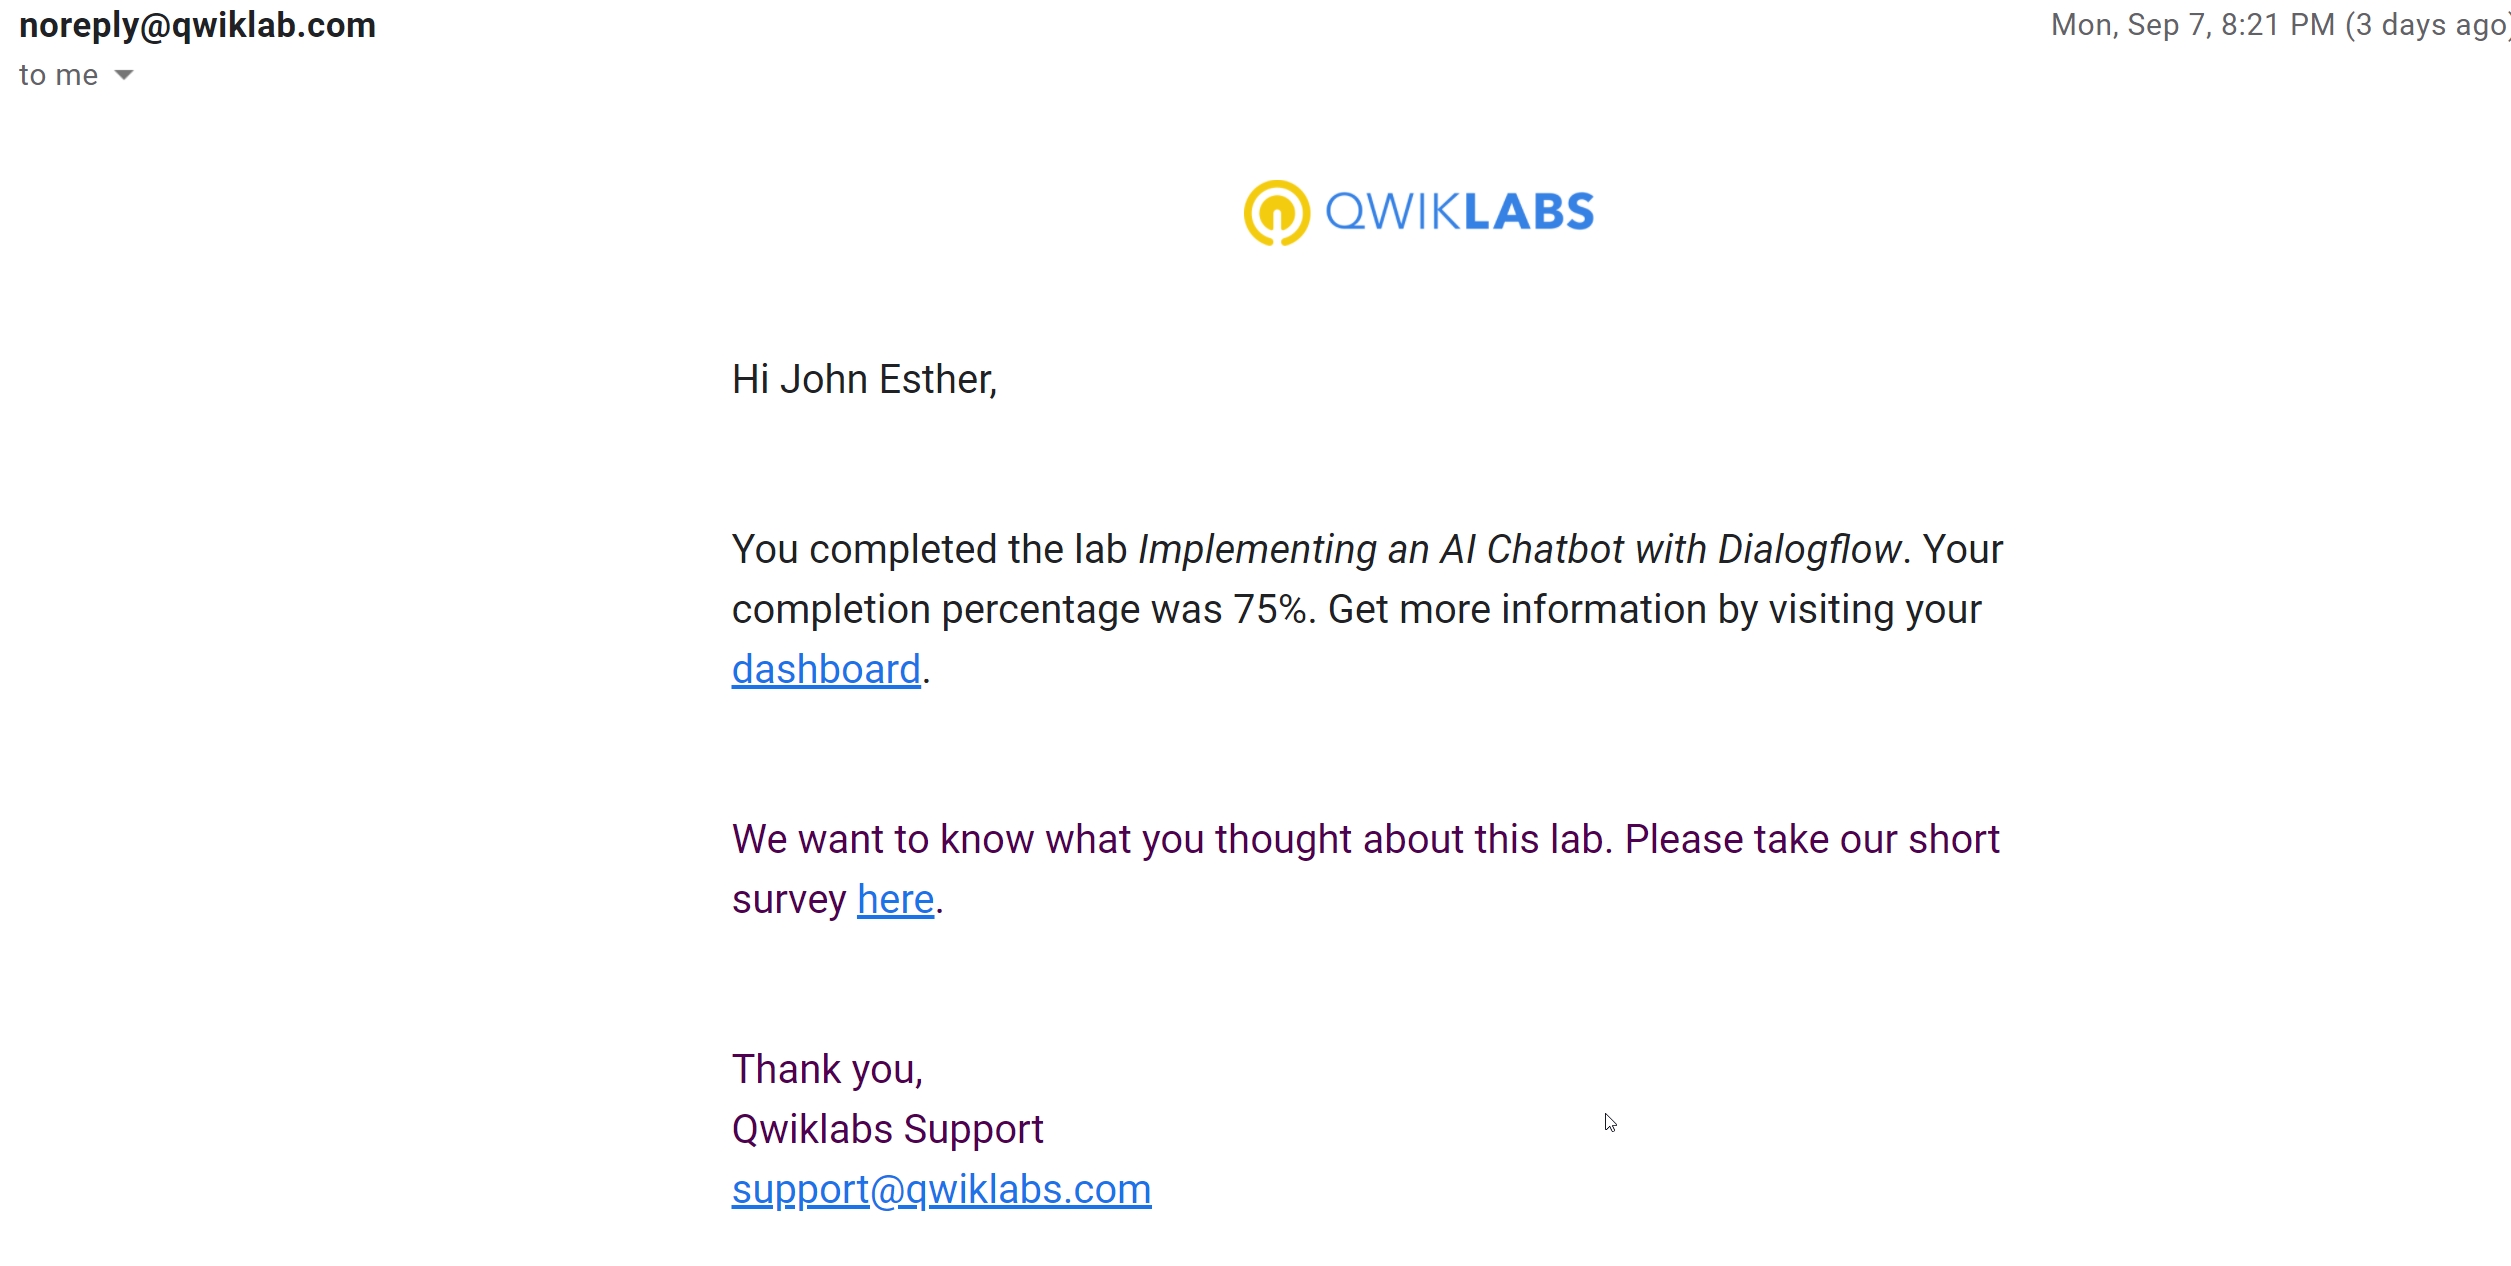 noreply@qwiklab.com
Mon, Sep 7, 8:21 PM (3 days ago)
to me
QWIKLABS
Hi John Esther,
You completed the lab Implementing an AI Chatbot with Dialogflow. Your
completion percentage was 75%. Get more information by visiting your
dashboard.
We want to know what you thought about this lab. Please take our short
survey here.
Thank you,
Qwiklabs Support
support@qwiklabs.com